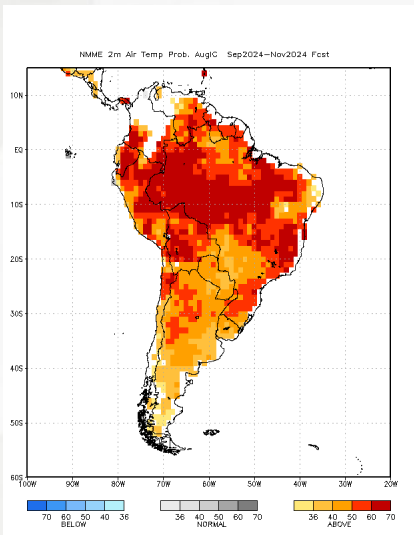 NMME 2m Air Temp Prob. AugIC Sep2024-Nov2024 Fcst
10N
EQ
10S
20S
30S
40S
50S
60S
100W 90W 80W 70W 60W 50W 40W 30W 20W
70 60 50 40 36
BELOW
36 40 50 60 70
NORMAL
36 40 50 60 70
ABOVE